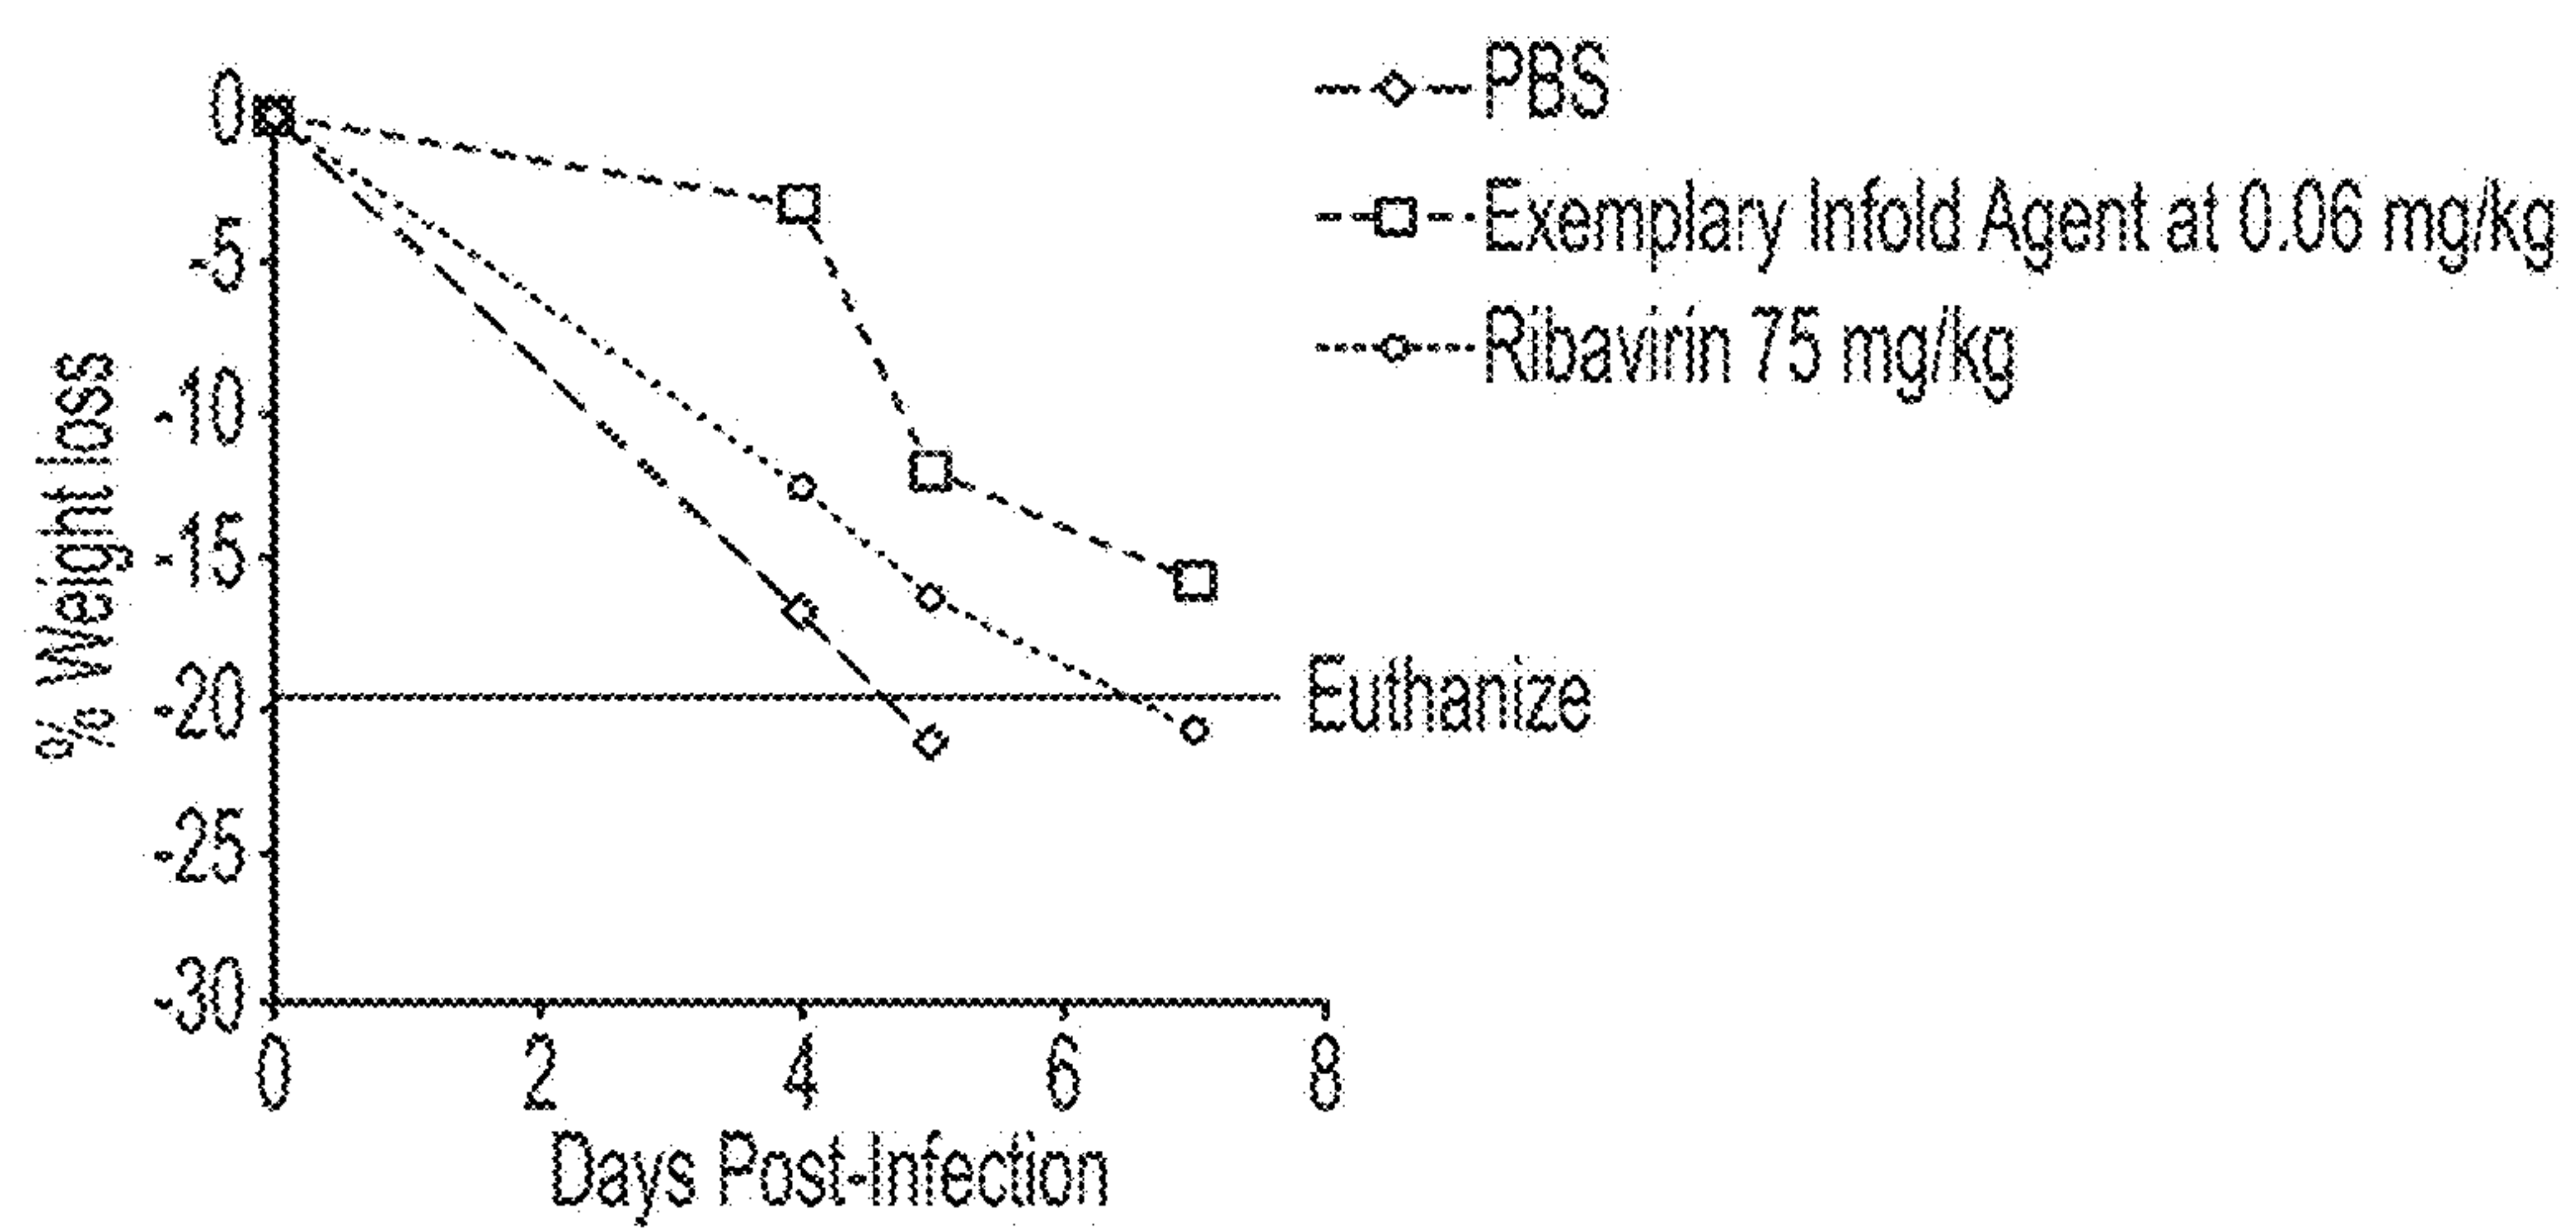 PBS
Exemplary Infold Agent at 0.06 mg/kg
Ribavirin 75 mg/kg
% Weight loss
0
-5
-10
-15
-20
-25
-30
Euthanize
0 2 4 6 8
Days Post-Infection